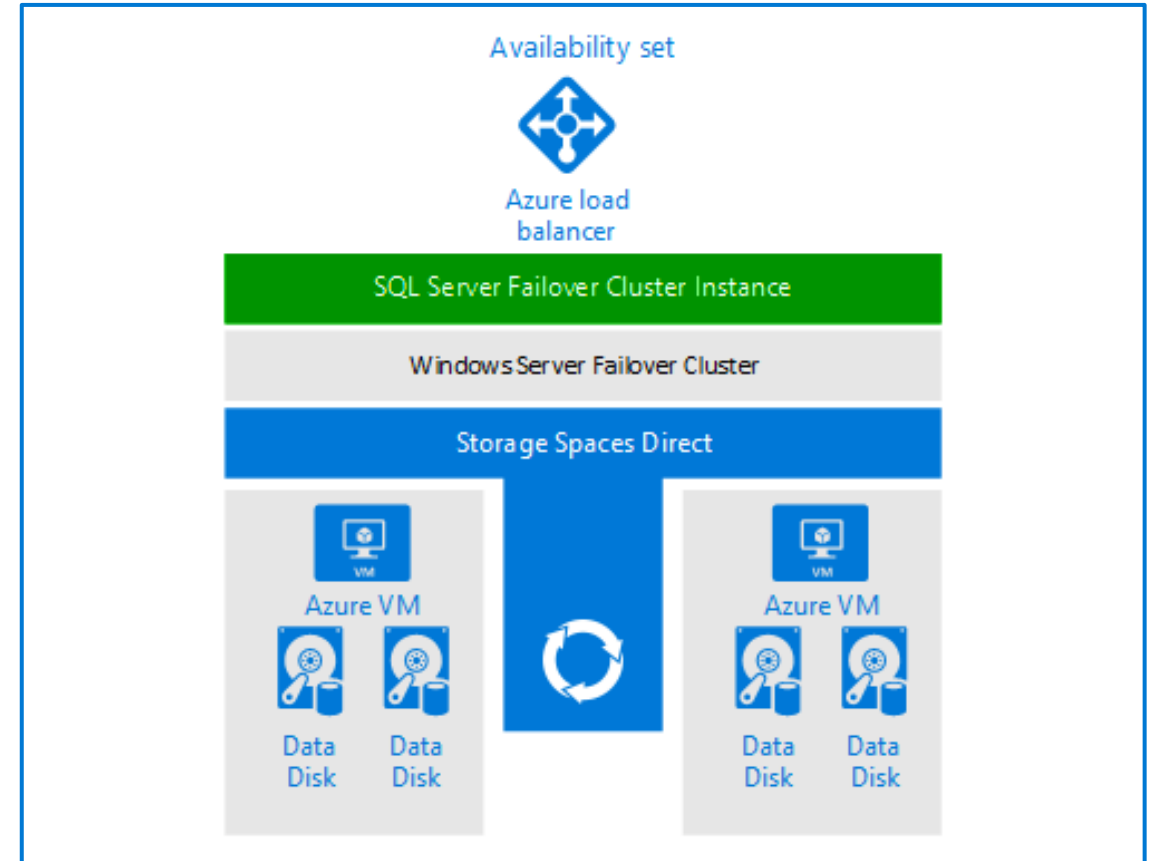 Availability set
Azure load
balancer
SQL Server Failover Cluster Instance
Windows Server Failover Cluster
Storage Spaces Direct
VM
Azure VM
Data
Disk
Data
Disk
VM
Azure VM
Data
Disk
Data
Disk